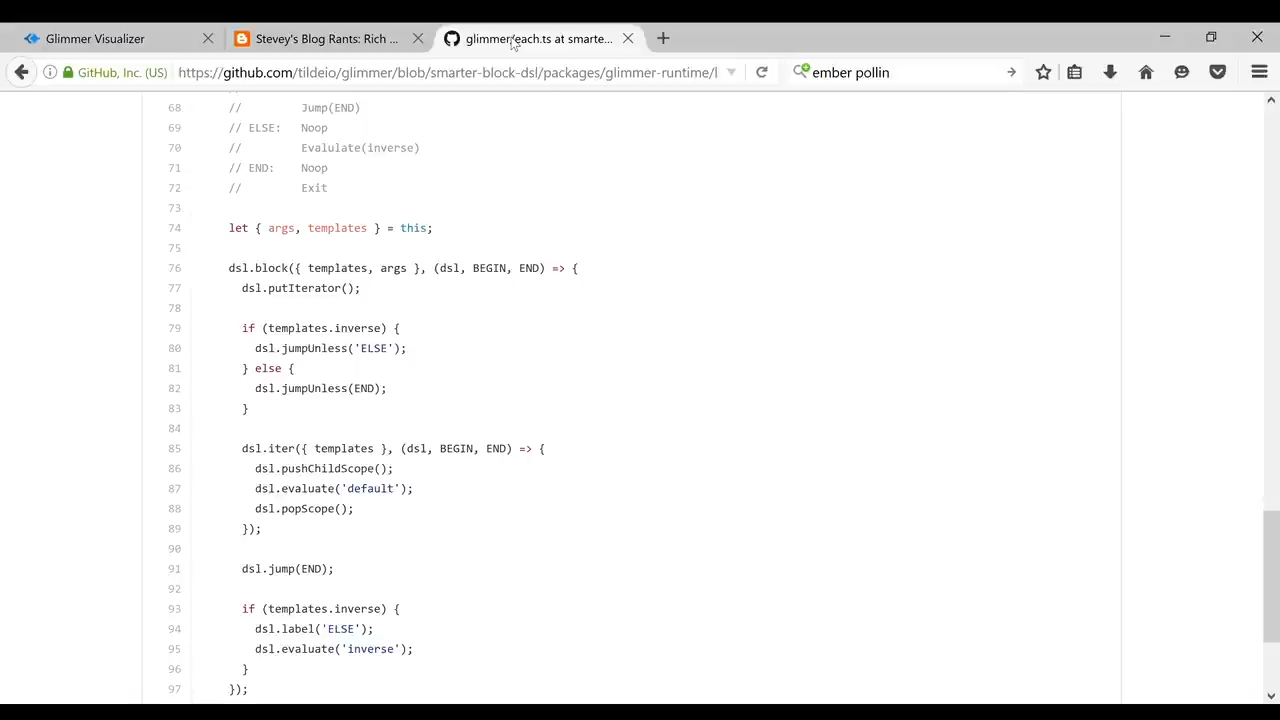 Glimmer Visualizer
Stevey's Blog Rants: Rich ...
glimmer/each.ts at smarte...
GitHub, Inc. (US)
https://github.com/tildeio/glimmer/blob/smarter-block-dsl/packages/glimmer-runtime/l
ember pollin
68 // Jump(END)
69 // ELSE: Noop
70 // Evalulate(inverse)
71 // END: Noop
72 // Exit
73
74 let { args, templates } = this;
75
76 dsl.block({ templates, args }, (dsl, BEGIN, END) => {
77 dsl.putIterator();
78
79 if (templates.inverse) {
80 dsl.jumpUnless('ELSE');
81 } else {
82 dsl.jumpUnless(END);
83 }
84
85 dsl.iter({ templates }, (dsl, BEGIN, END) => {
86 dsl.pushChildScope();
87 dsl.evaluate('default');
88 dsl.popScope();
89 });
90
91 dsl.jump(END);
92
93 if (templates.inverse) {
94 dsl.label('ELSE');
95 dsl.evaluate('inverse');
96 }
97 });